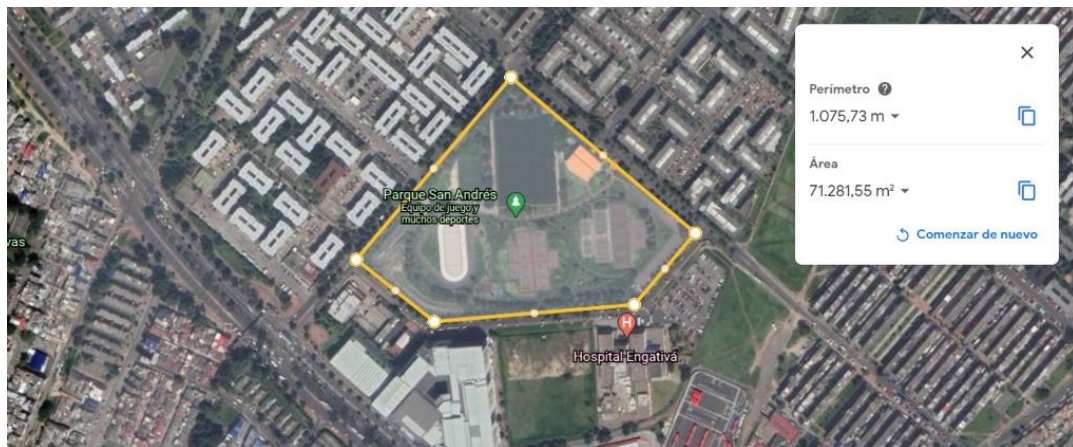 Perímetro
1.075,73 m
Área
71.281,55 m²
Comenzar de nuevo
Parque San Andrés
Equipo de juego y
muchos deportes
vas
H
Hospital Engativá